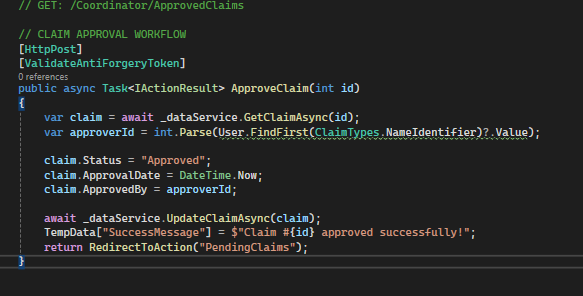 // GET: /Coordinator/ApprovedClaims
// CLAIM APPROVAL WORKFLOW
[HttpPost]
[ValidateAntiForgeryToken]
0 references
public async Task<IActionResult> ApproveClaim(int id)
{
var claim = await _dataService.GetClaimAsync(id);
var approverId = int.Parse(User.FindFirst(ClaimTypes.NameIdentifier)?.Value);
claim.Status = "Approved";
claim.ApprovalDate = DateTime.Now;
claim.ApprovedBy = approverId;
await _dataService.UpdateClaimAsync(claim);
TempData["SuccessMessage"] = $"Claim #{id} approved successfully!";
return RedirectToAction("PendingClaims");
}